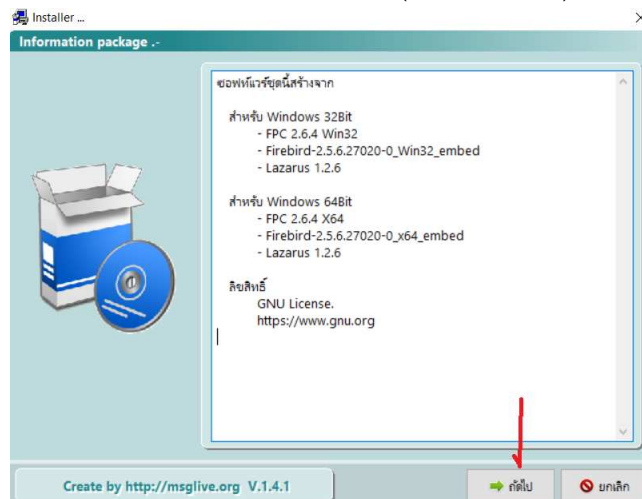 Installer ...
Information package .-
ซอฟท์แวร์ชุดนี้สร้างจาก
สำหรับ Windows 32Bit
- FPC 2.6.4 Win32
- Firebird-2.5.6.27020-0_Win32_embed
- Lazarus 1.2.6
สำหรับ Windows 64Bit
- FPC 2.6.4 X64
- Firebird-2.5.6.27020-0_x64_embed
- Lazarus 1.2.6
ลิขสิทธิ์
GNU License.
https://www.gnu.org
Create by http://msglive.org V.1.4.1
ถัดไป
ยกเลิก